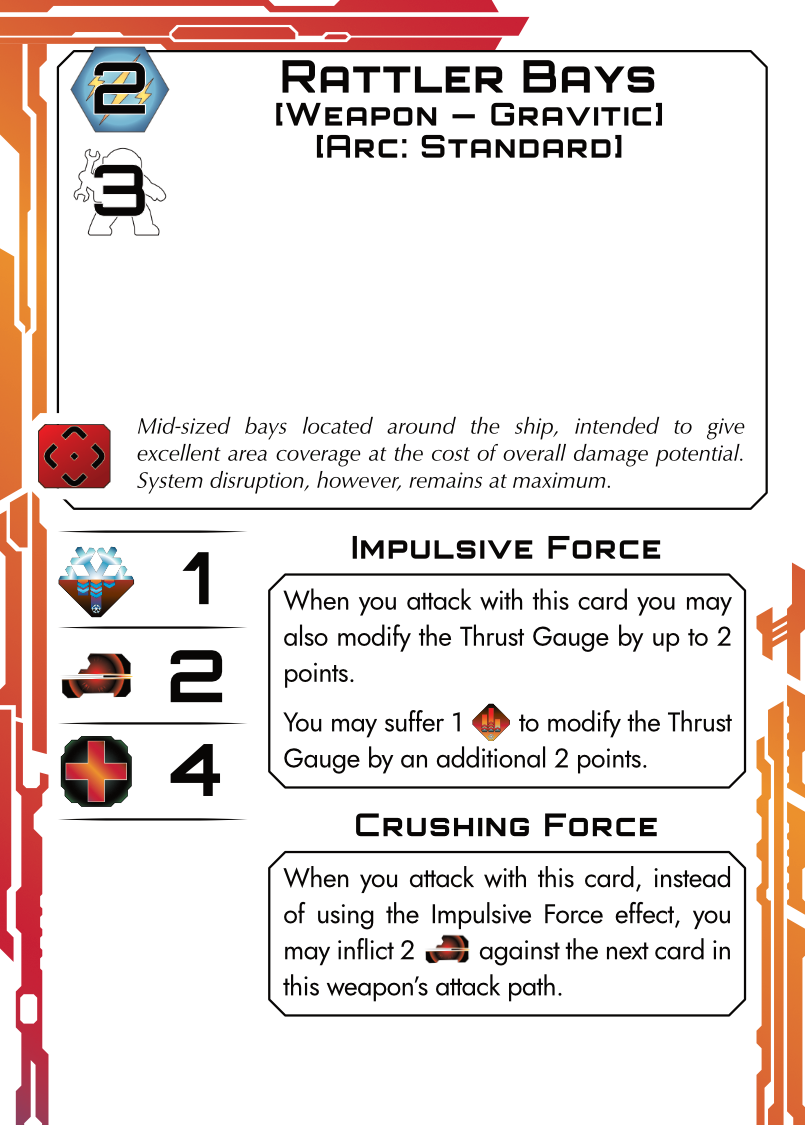 2
Rattler Bays
[Weapon – Gravitic]
[Arc: Standard]
3
Mid-sized bays located around the ship, intended to give
excellent area coverage at the cost of overall damage potential.
System disruption, however, remains at maximum.
1
2
4
Impulsive Force
When you attack with this card you may
also modify the Thrust Gauge by up to 2
points.
You may suffer 1 to modify the Thrust
Gauge by an additional 2 points.
Crushing Force
When you attack with this card, instead
of using the Impulsive Force effect, you
may inflict 2 against the next card in
this weapon's attack path.